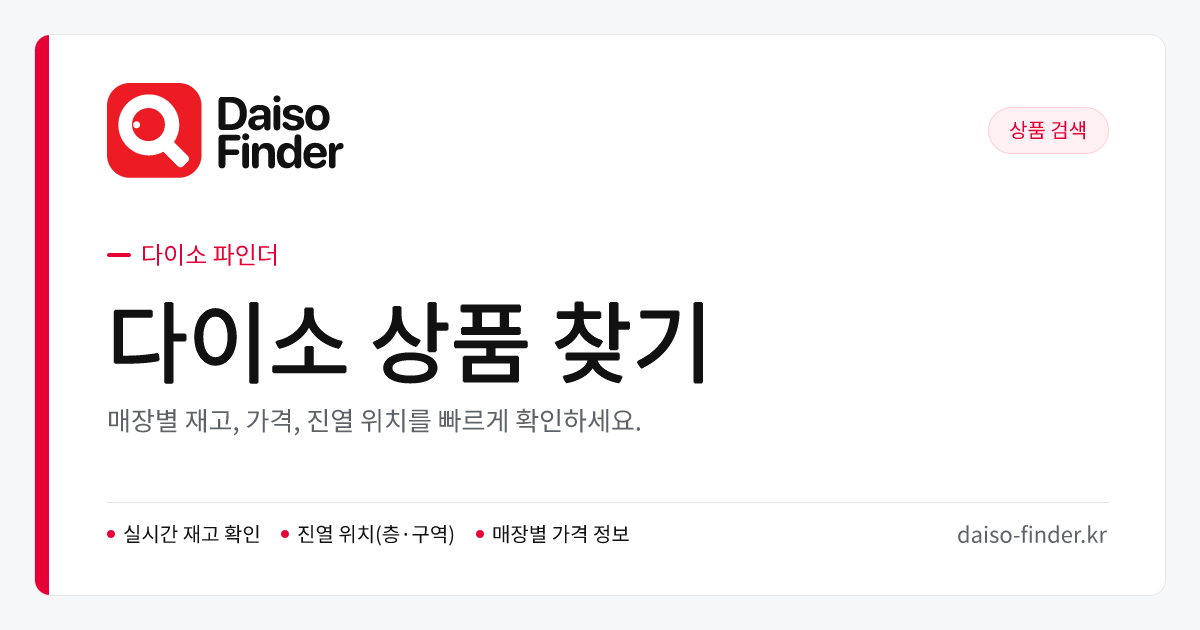 Daiso
Finder
상품 검색
다이소 파인더
다이소 상품 찾기
매장별 재고, 가격, 진열 위치를 빠르게 확인하세요.
실시간 재고 확인
진열 위치(층·구역)
매장별 가격 정보
daiso-finder.kr